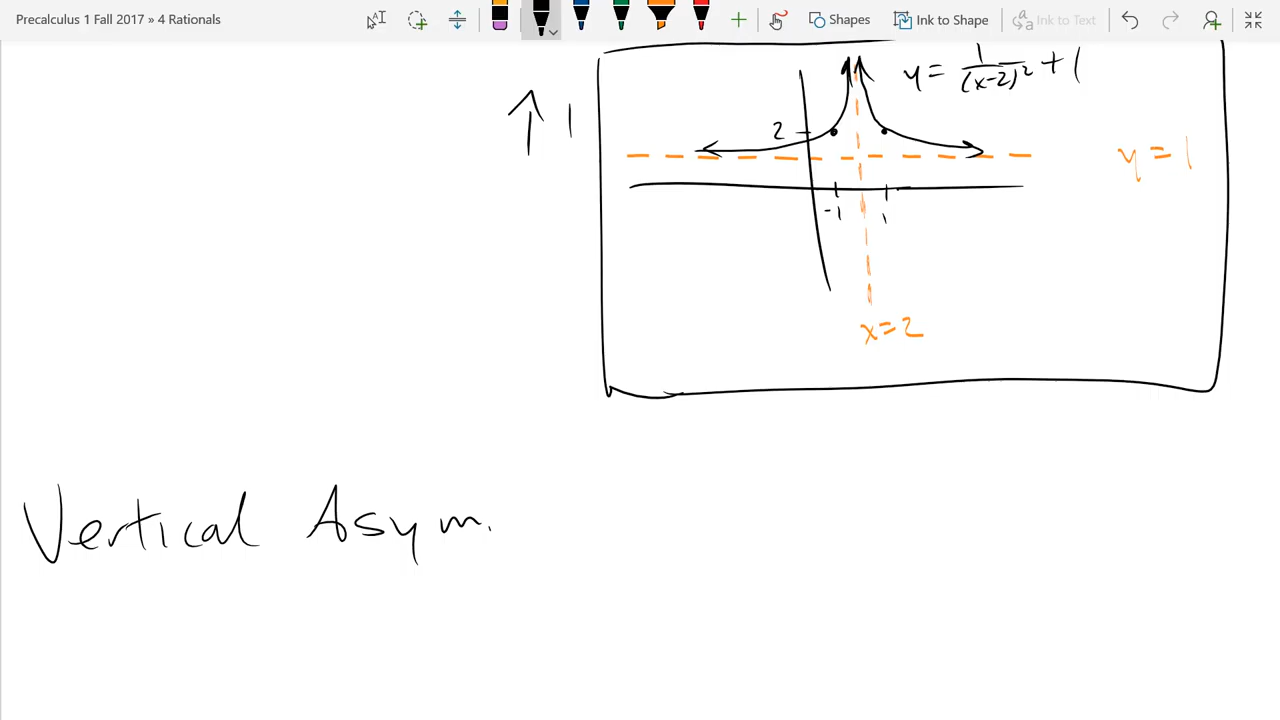 Precalculus 1 Fall 2017 » 4 Rationals
Shapes
Ink to Shape
Ink to Text
y = 1/(x-2)² + 1
↑ 1
2
y = 1
-1 1
x = 2
Vertical Asym.